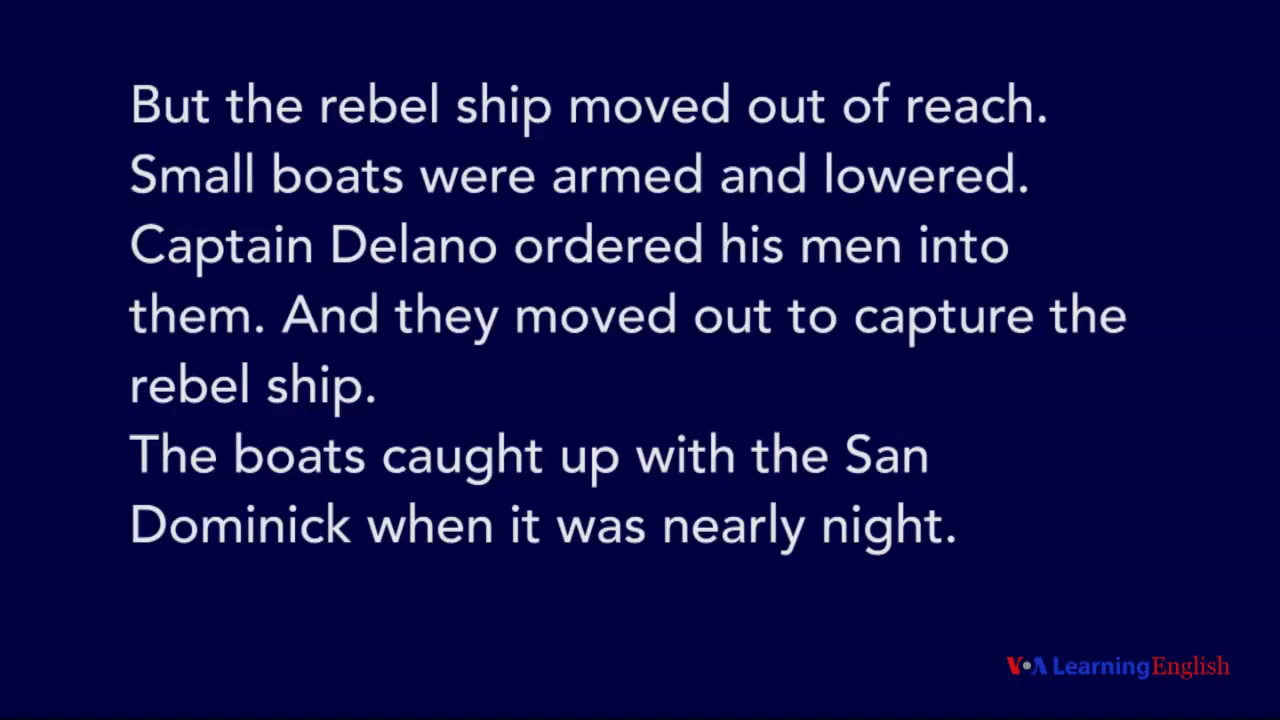 But the rebel ship moved out of reach.
Small boats were armed and lowered.
Captain Delano ordered his men into
them. And they moved out to capture the
rebel ship.
The boats caught up with the San
Dominick when it was nearly night.
VOA LearningEnglish